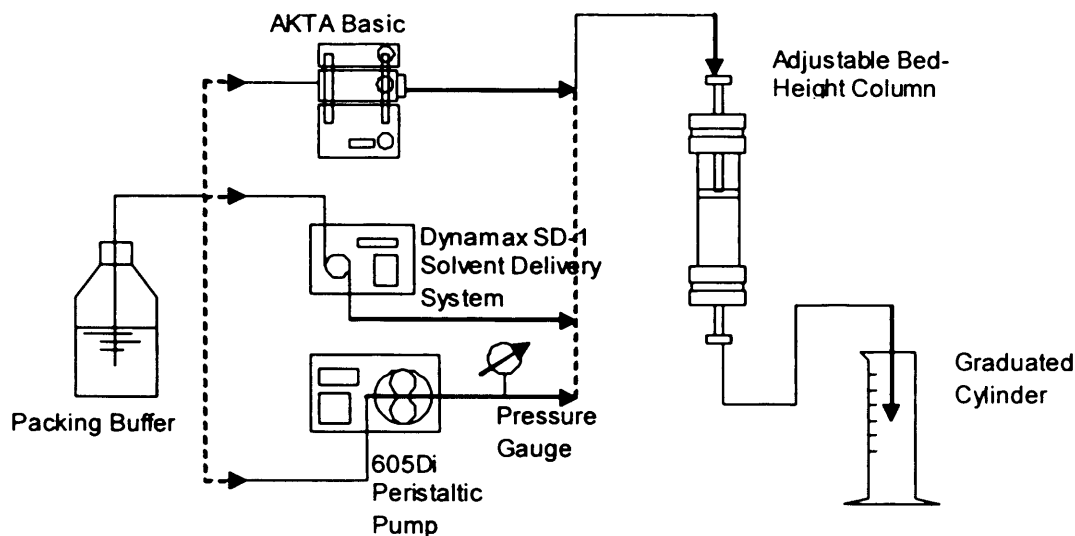 AKTA Basic
Adjustable Bed-
Height Column
Dynamax SD-1
Solvent Delivery
System
Packing Buffer
Pressure
Gauge
605Di
Peristaltic
Pump
Graduated
Cylinder